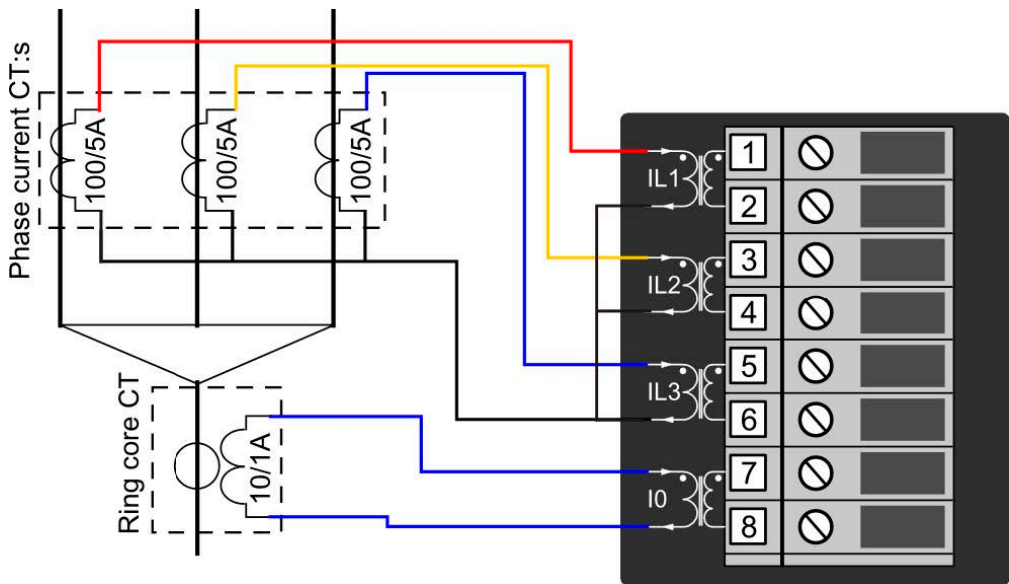 Phase current CT:s
100/5A
100/5A
100/5A
Ring core CT
10/1A
IL1
IL2
IL3
I0
1
2
3
4
5
6
7
8